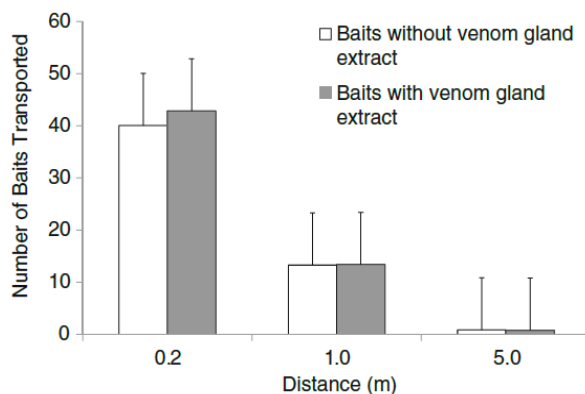 60
50
40
30
20
10
0
Number of Baits Transported
Baits without venom gland
extract
Baits with venom gland
extract
0.2
1.0
5.0
Distance (m)